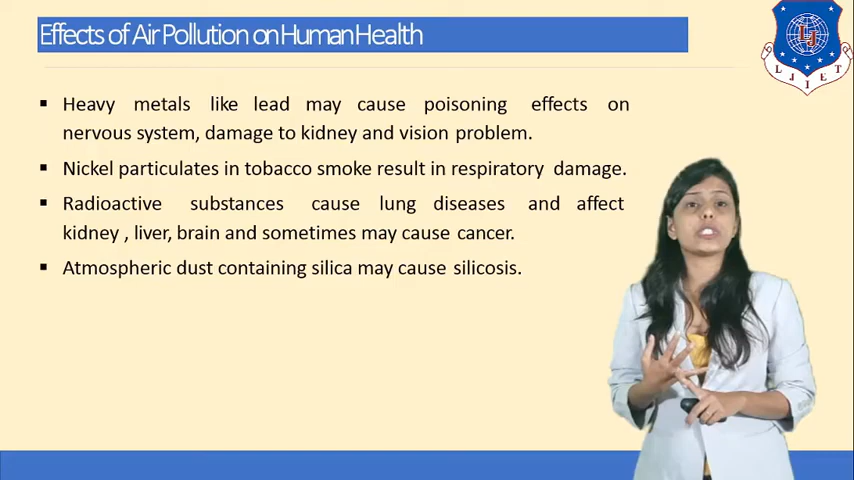 Effects of Air Pollution on Human Health
▪ Heavy metals like lead may cause poisoning effects on
nervous system, damage to kidney and vision problem.
▪ Nickel particulates in tobacco smoke result in respiratory damage.
▪ Radioactive substances cause lung diseases and affect
kidney , liver, brain and sometimes may cause cancer.
▪ Atmospheric dust containing silica may cause silicosis.
LJ
L J I E T